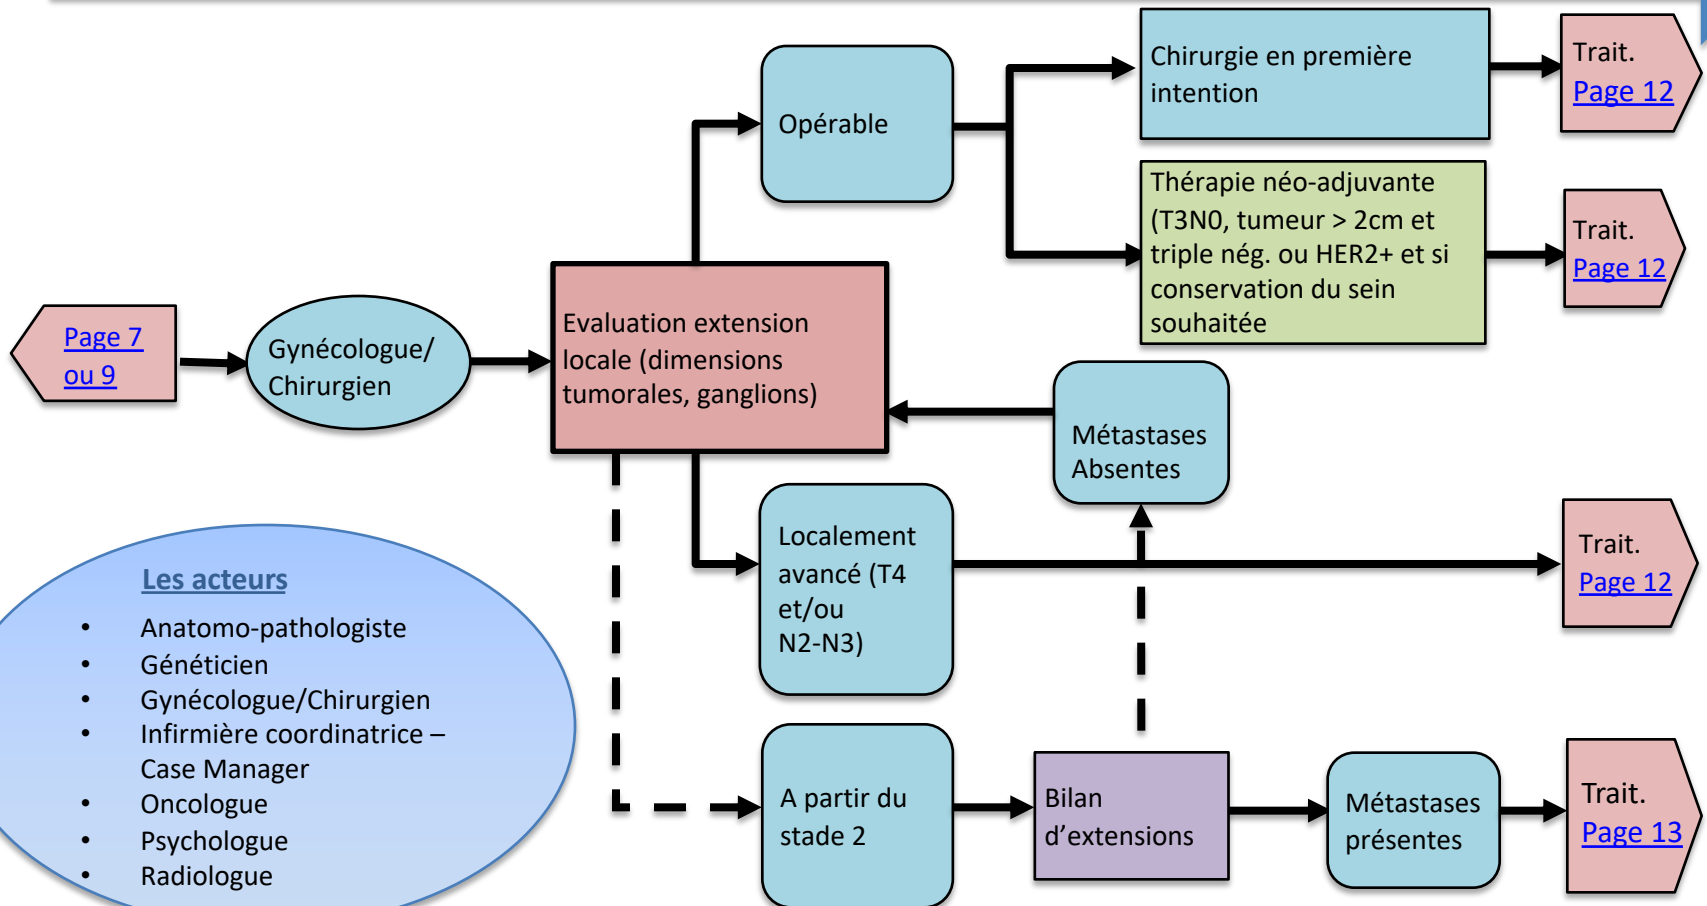 Page 7
ou 9
Gynécologue/
Chirurgien
Evaluation extension
locale (dimensions
tumorales, ganglions)
Opérable
Chirurgie en première
intention
Trait.
Page 12
Thérapie néo-adjuvante
(T3N0, tumeur > 2cm et
triple nég. ou HER2+ et si
conservation du sein
souhaitée
Trait.
Page 12
Métastases
Absentes
Localement
avancé (T4
et/ou
N2-N3)
Trait.
Page 12
A partir du
stade 2
Bilan
d’extensions
Métastases
présentes
Trait.
Page 13
Les acteurs
• Anatomo-pathologiste
• Généticien
• Gynécologue/Chirurgien
• Infirmière coordinatrice –
Case Manager
• Oncologue
• Psychologue
• Radiologue